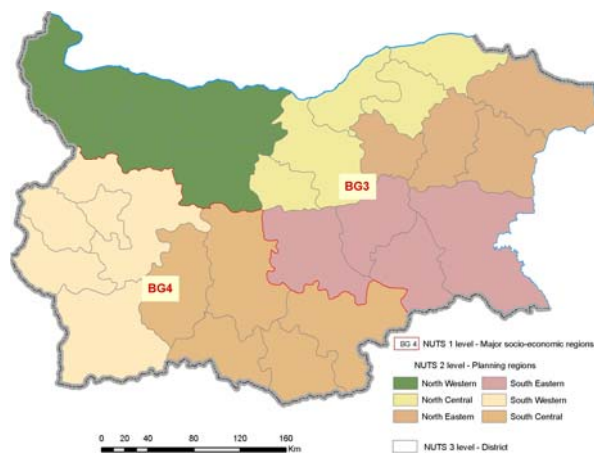 BG3
BG4
BG 4 NUTS 1 level - Major socio-economic regions
NUTS 2 level - Planning regions
North Western South Eastern
North Central South Western
North Eastern South Central
NUTS 3 level - District
0 20 40 80 120 160
Km